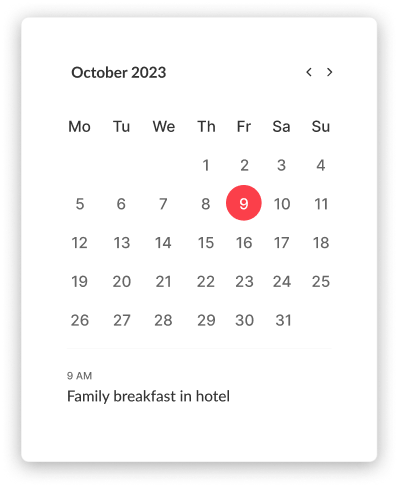 October 2023
Mo Tu We Th Fr Sa Su
1 2 3 4
5 6 7 8 9 10 11
12 13 14 15 16 17 18
19 20 21 22 23 24 25
26 27 28 29 30 31
9 AM
Family breakfast in hotel